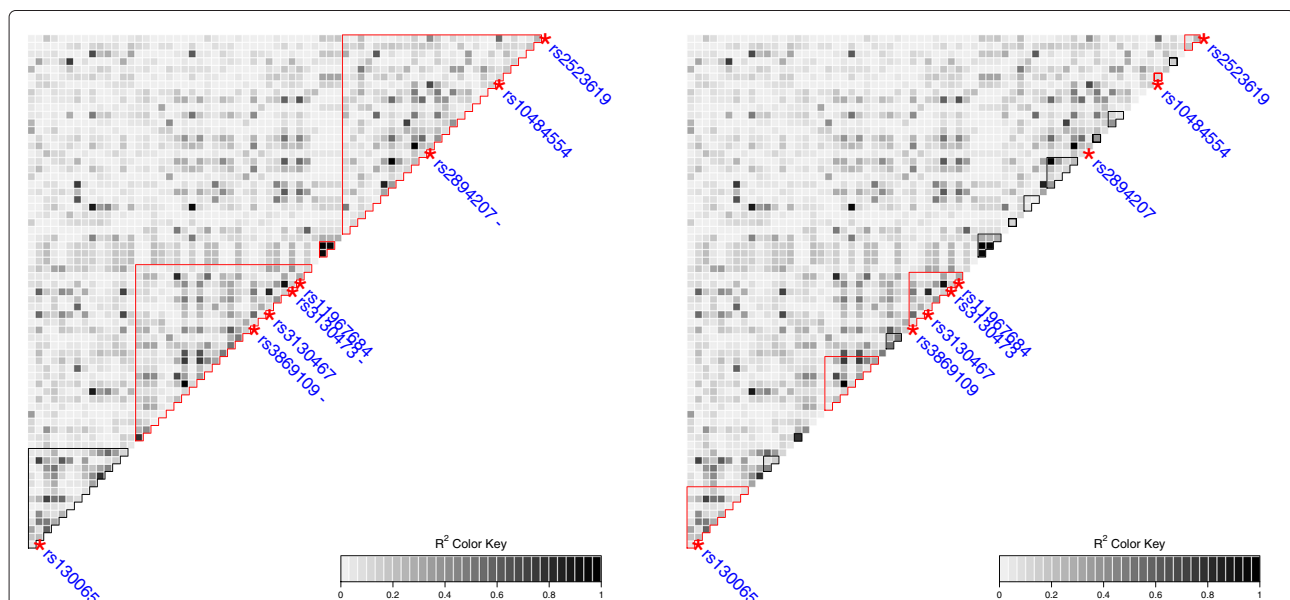 rs2523619
rs10484554
rs2894207 -
rs11967684
rs3130473 -
rs3130467
rs3869109 -
rs130065
R2 Color Key
0 0.2 0.4 0.6 0.8 1
rs2523619
rs10484554
rs2894207
rs11967684
rs3130473
rs3130467
rs3869109
rs130065
R2 Color Key
0 0.2 0.4 0.6 0.8 1